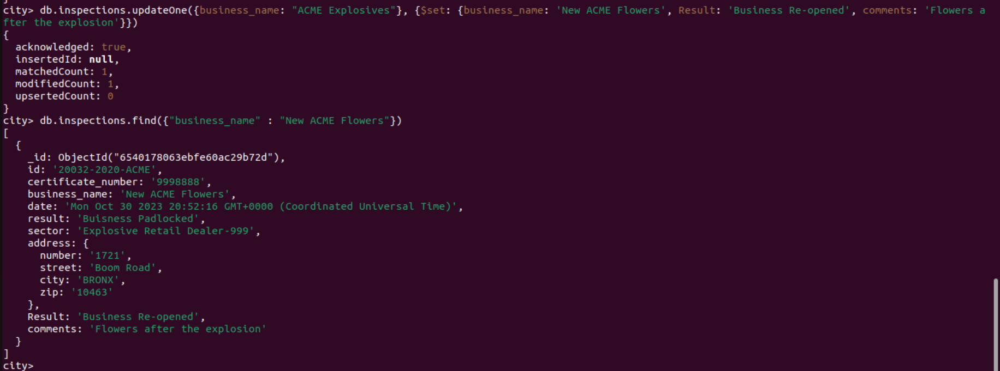 city> db.inspections.updateOne({business_name: "ACME Explosives"}, {$set: {business_name: 'New ACME Flowers', Result: 'Business Re-opened', comments: 'Flowers a
fter the explosion'}})
{
  acknowledged: true,
  insertedId: null,
  matchedCount: 1,
  modifiedCount: 1,
  upsertedCount: 0
}
city> db.inspections.find({"business_name" : "New ACME Flowers"})
[
  {
    _id: ObjectId("6540178063ebfe60ac29b72d"),
    id: '20032-2020-ACME',
    certificate_number: '9998888',
    business_name: 'New ACME Flowers',
    date: 'Mon Oct 30 2023 20:52:16 GMT+0000 (Coordinated Universal Time)',
    result: 'Buisness Padlocked',
    sector: 'Explosive Retail Dealer-999',
    address: {
      number: '1721',
      street: 'Boom Road',
      city: 'BRONX',
      zip: '10463'
    },
    Result: 'Business Re-opened',
    comments: 'Flowers after the explosion'
  }
]
city>